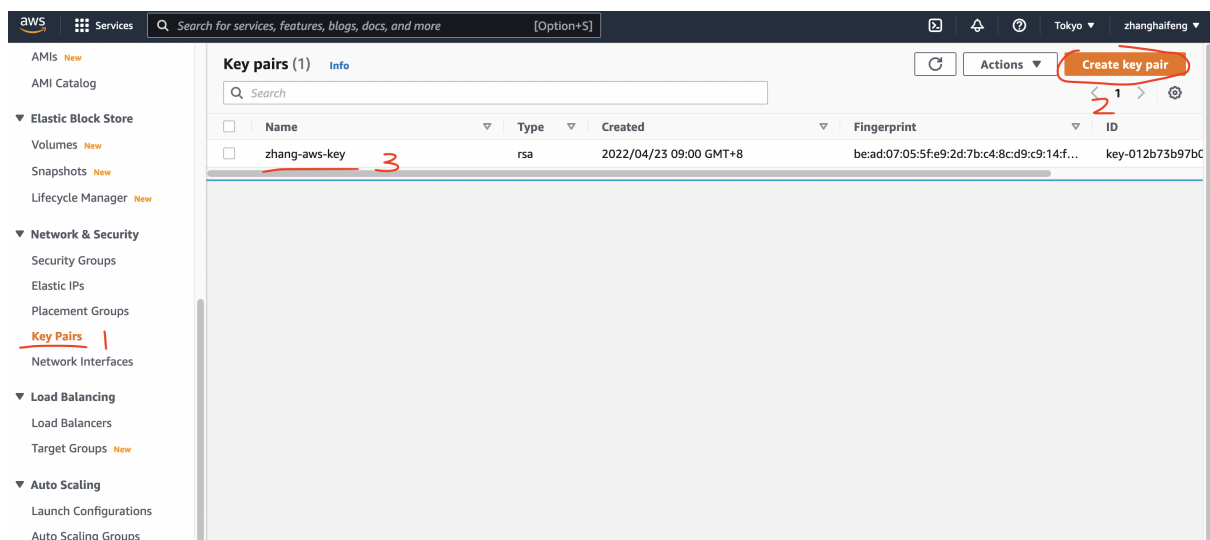 aws Services Search for services, features, blogs, docs, and more [Option+S] Tokyo ▼ zhanghaifeng ▼
AMIs New
AMI Catalog
▼ Elastic Block Store
Volumes New
Snapshots New
Lifecycle Manager New
▼ Network & Security
Security Groups
Elastic IPs
Placement Groups
Key Pairs 1
Network Interfaces
▼ Load Balancing
Load Balancers
Target Groups New
▼ Auto Scaling
Launch Configurations
Auto Scaling Groups
Key pairs (1) Info Actions ▼ Create key pair
Search < 1 >
2
Name Type Created Fingerprint ID
zhang-aws-key 3 rsa 2022/04/23 09:00 GMT+8 be:ad:07:05:5f:e9:2d:7b:c4:8c:d9:c9:14:f... key-012b73b97b0